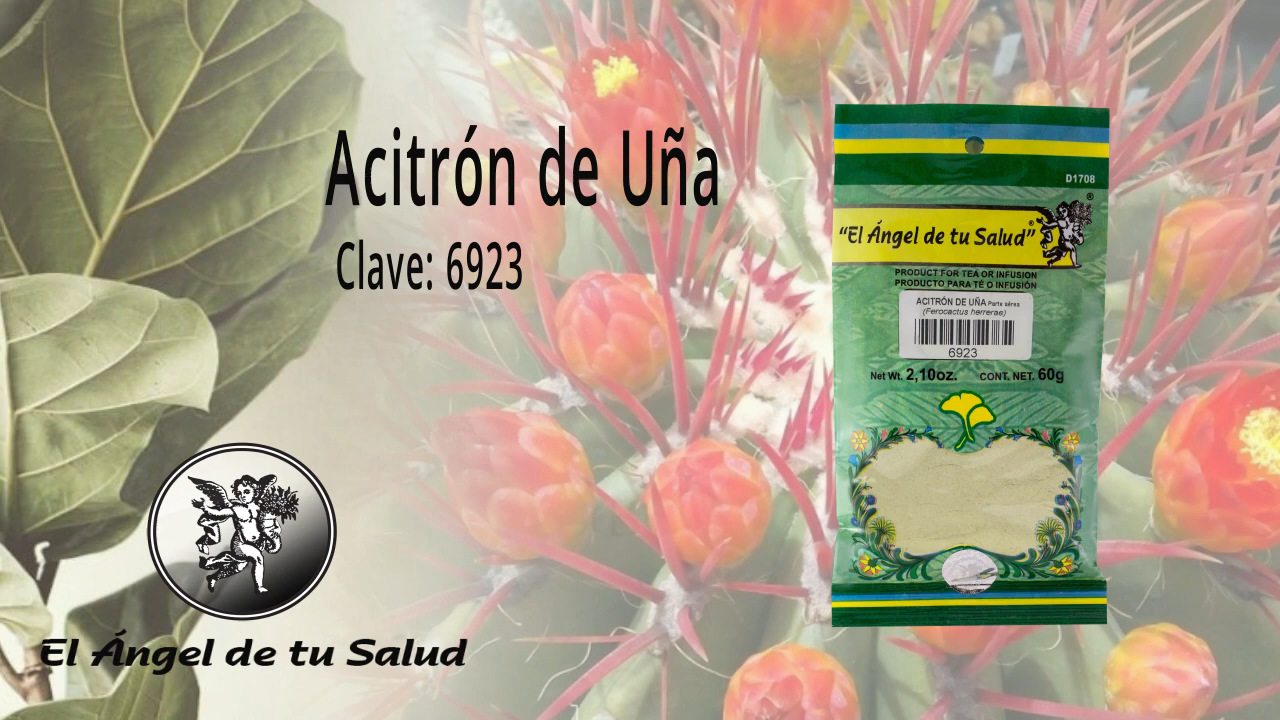 Acitrón de Uña
Clave: 6923
El Ángel de tu Salud
D1708
®
“El Ángel de tu Salud”®
PRODUCT FOR TEA OR INFUSION
PRODUCTO PARA TÉ O INFUSIÓN
ACITRÓN DE UÑA Parte aérea
(Ferocactus herrerae)
6923
Net Wt. 2,10oz. CONT. NET. 60g